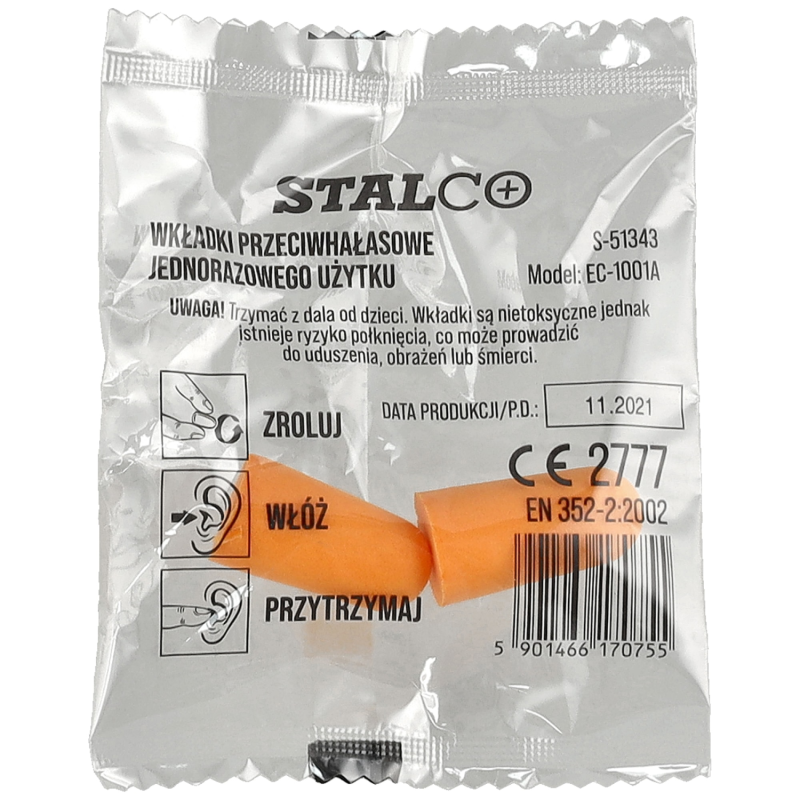 STALCO
WKŁADKI PRZECIWHAŁASOWE
JEDNORAZOWEGO UŻYTKU
S-51343
Model: EC-1001A
UWAGA! Trzymać z dala od dzieci. Wkładki są nietoksyczne jednak
istnieje ryzyko połknięcia, co może prowadzić
do uduszenia, obrażeń lub śmierci.
ZROLUJ
DATA PRODUKCJI/P.D.: 11.2021
CE 2777
EN 352-2:2002
WŁÓŻ
PRZYTRZYMAJ
5 901466 170755